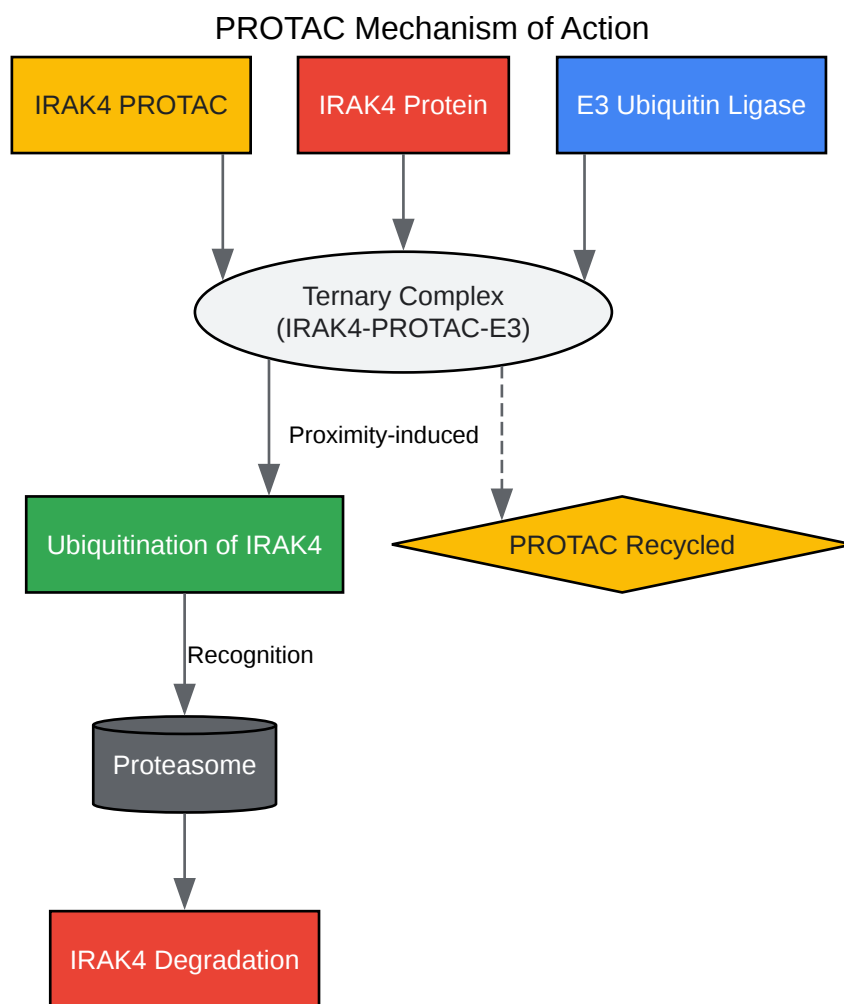 PROTAC Mechanism of Action
IRAK4 PROTAC
IRAK4 Protein
E3 Ubiquitin Ligase
Ternary Complex
(IRAK4-PROTAC-E3)
Proximity-induced
Ubiquitination of IRAK4
PROTAC Recycled
Recognition
Proteasome
IRAK4 Degradation